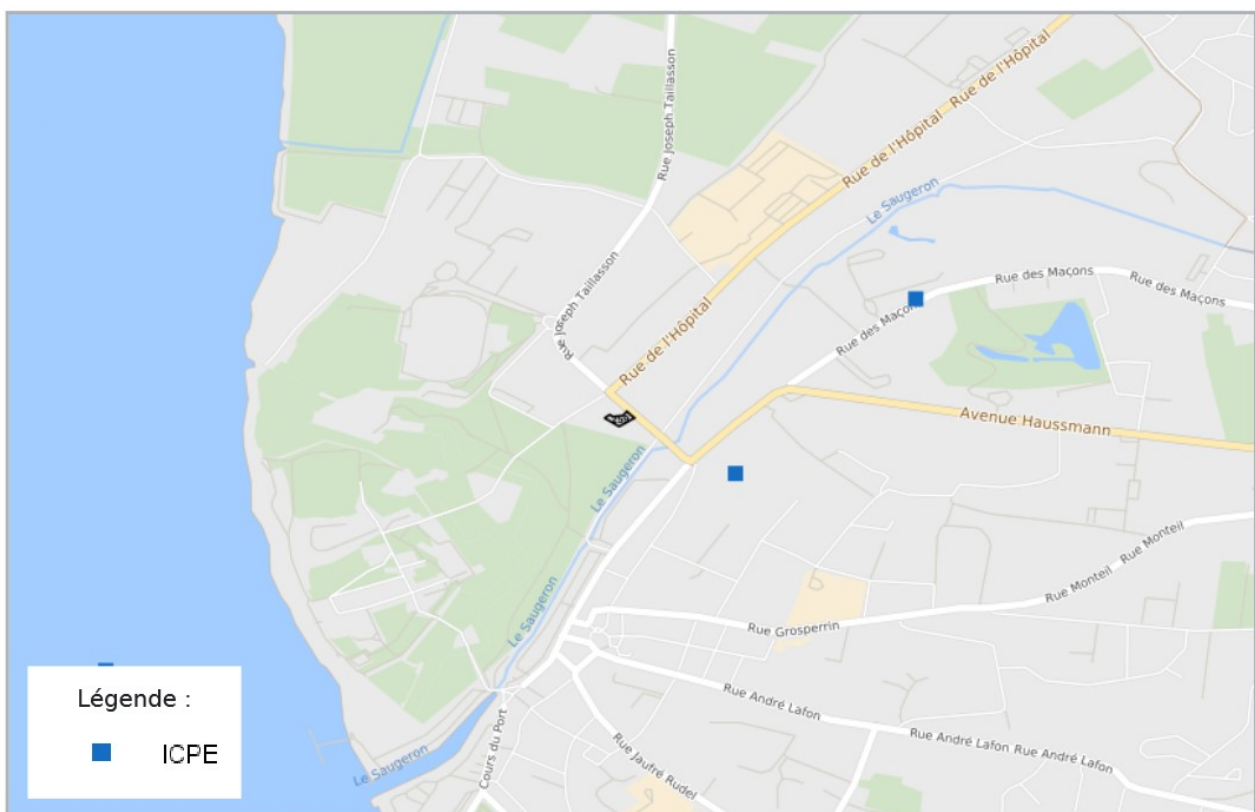 Rue de l'Hôpital
Rue Joseph Taillasson
Rue de l'Hôpital
Le Saugeron
Rue des Maçons
Rue des Maçons
Rue Joseph Taillasson
Rue des Maçons
Rue de l'Hôpital
Avenue Haussmann
Le Saugeron
Rue Monteil
Rue Monteil
Le Saugeron
Rue Grosperrin
Rue André Lafon
Rue André Lafon
Rue André Lafon
Cours du Port
Rue Jaufré Rudel
Le Saugeron
Légende :
ICPE